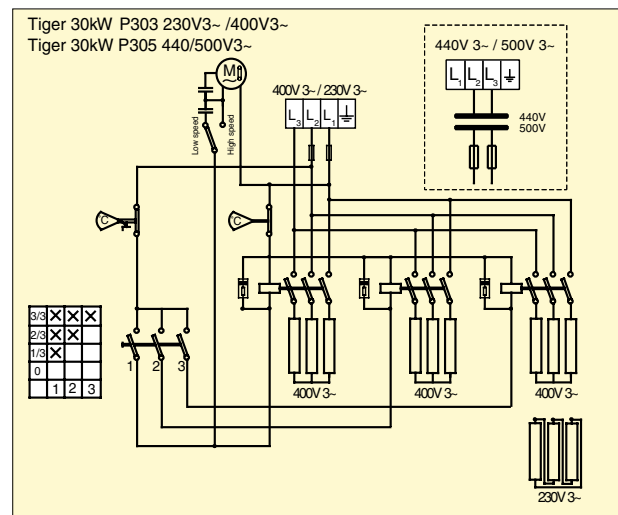 Tiger 30kW P303 230V3~ /400V3~
Tiger 30kW P305 440/500V3~
440V 3~ / 500V 3~
L1 L2 L3
440V
500V
M
400V 3~ / 230V 3~
L3 L2 L1
Low speed
High speed
C
C
3/3 X X X
2/3 X X
1/3 X
0
1 2 3
1 2 3
400V 3~
400V 3~
400V 3~
230V 3~